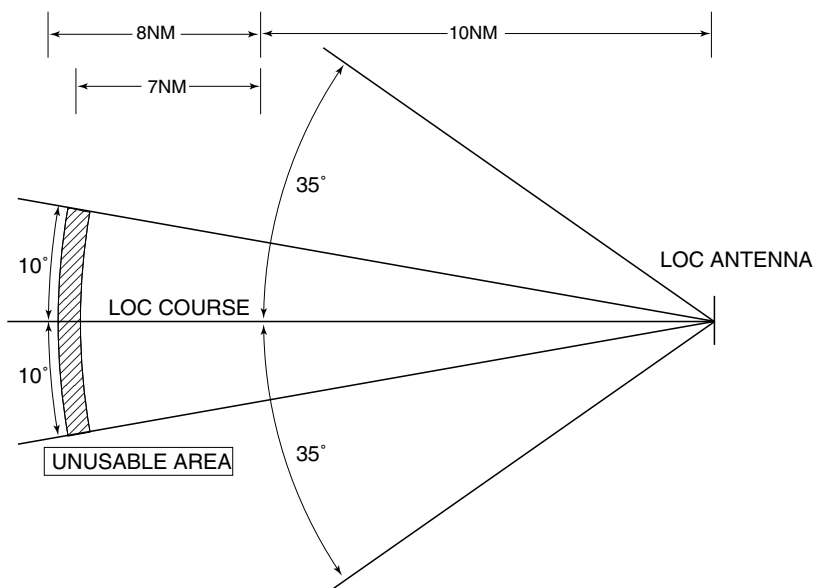 8NM
10NM
7NM
35°
LOC ANTENNA
10°
LOC COURSE
10°
35°
UNUSABLE AREA